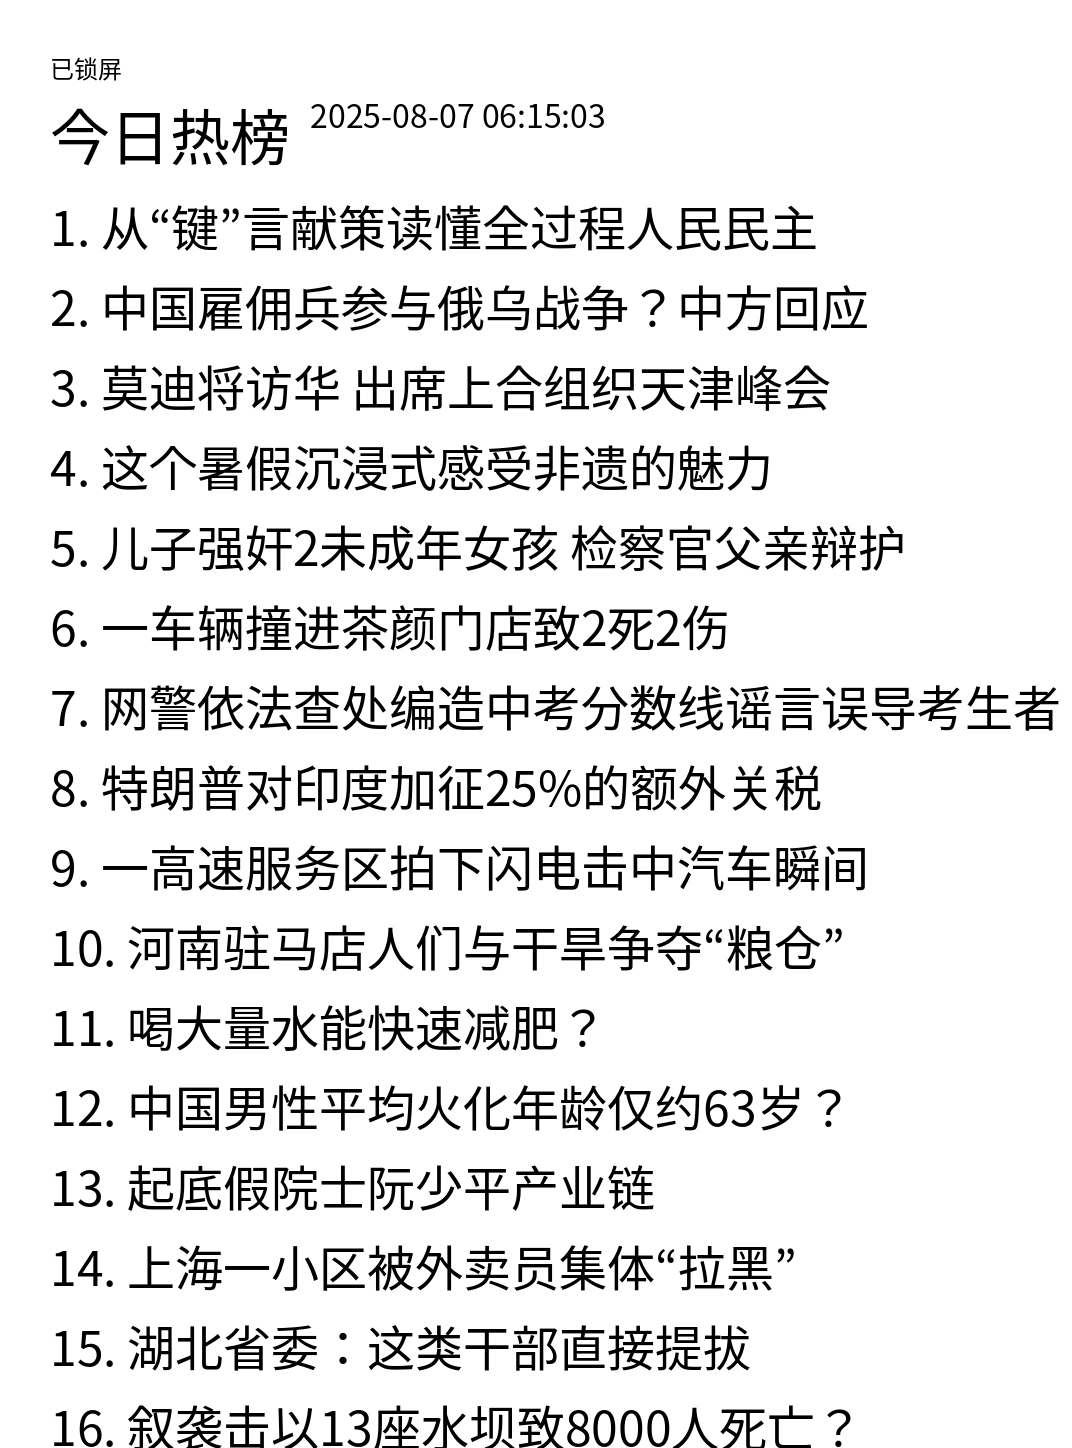 已锁屏
今日热榜 2025-08-07 06:15:03
1. 从“键”言献策读懂全过程人民民主
2. 中国雇佣兵参与俄乌战争？中方回应
3. 莫迪将访华 出席上合组织天津峰会
4. 这个暑假沉浸式感受非遗的魅力
5. 儿子强奸2未成年女孩 检察官父亲辩护
6. 一车辆撞进茶颜门店致2死2伤
7. 网警依法查处编造中考分数线谣言误导考生者
8. 特朗普对印度加征25%的额外关税
9. 一高速服务区拍下闪电击中汽车瞬间
10. 河南驻马店人们与干旱争夺“粮仓”
11. 喝大量水能快速减肥？
12. 中国男性平均火化年龄仅约63岁？
13. 起底假院士阮少平产业链
14. 上海一小区被外卖员集体“拉黑”
15. 湖北省委：这类干部直接提拔
16. 叙袭击以13座水坝致8000人死亡？